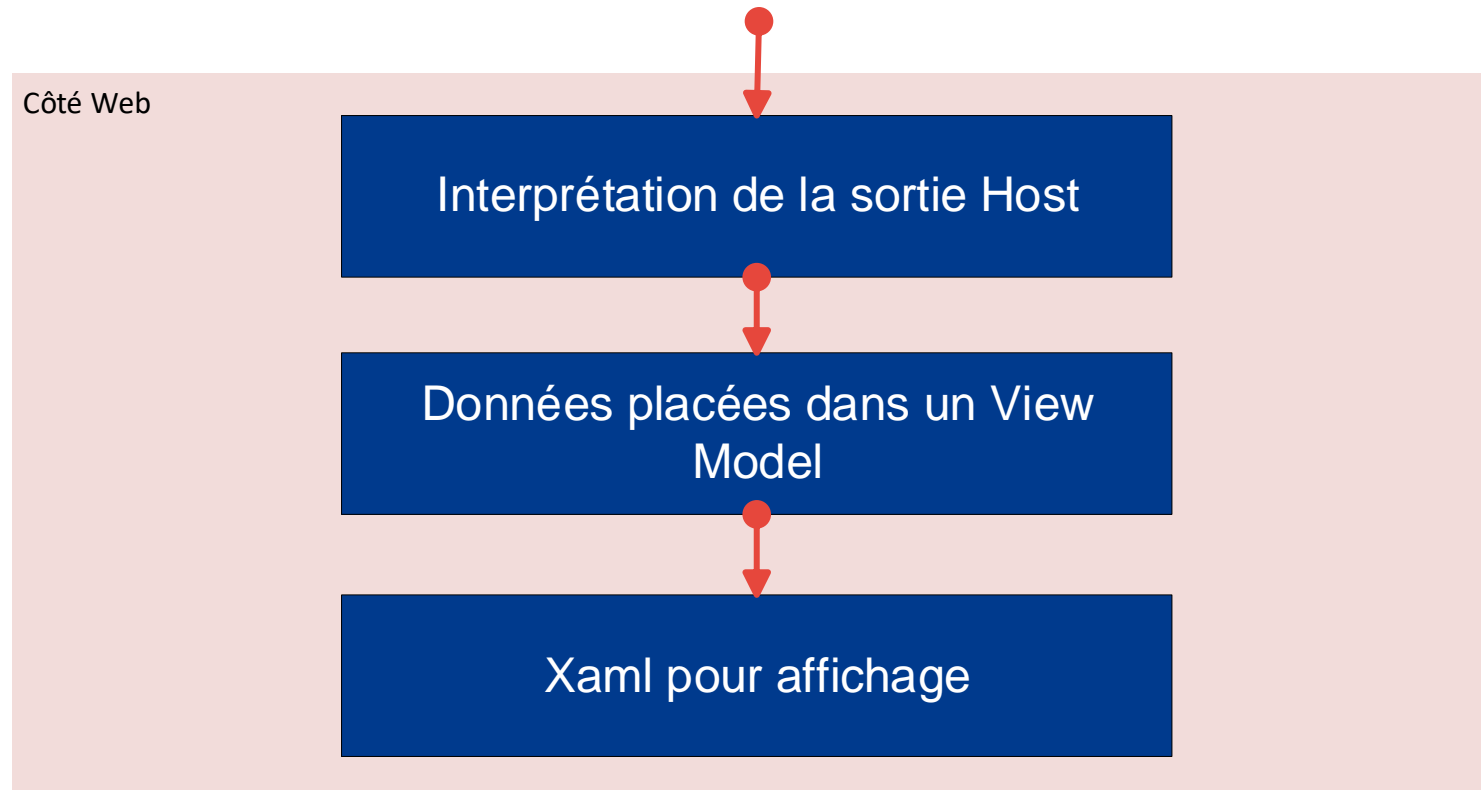 Côté Web
Interprétation de la sortie Host
Données placées dans un View
Model
Xaml pour affichage